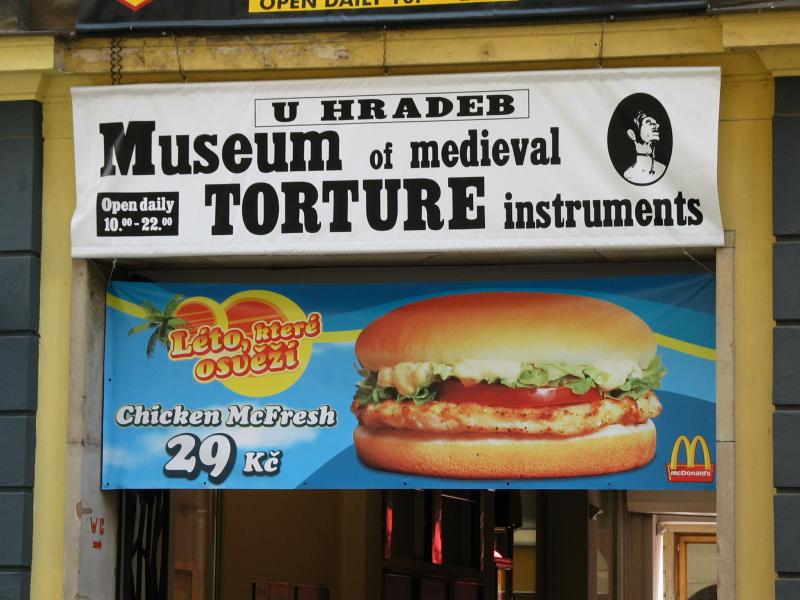 OPEN DAILY 10.
U HRADEB
Museum of medieval
Open daily
10.00 - 22.00
TORTURE instruments
Léto, které
osvěží
Chicken McFresh
29 Kč
McDonald's
WC